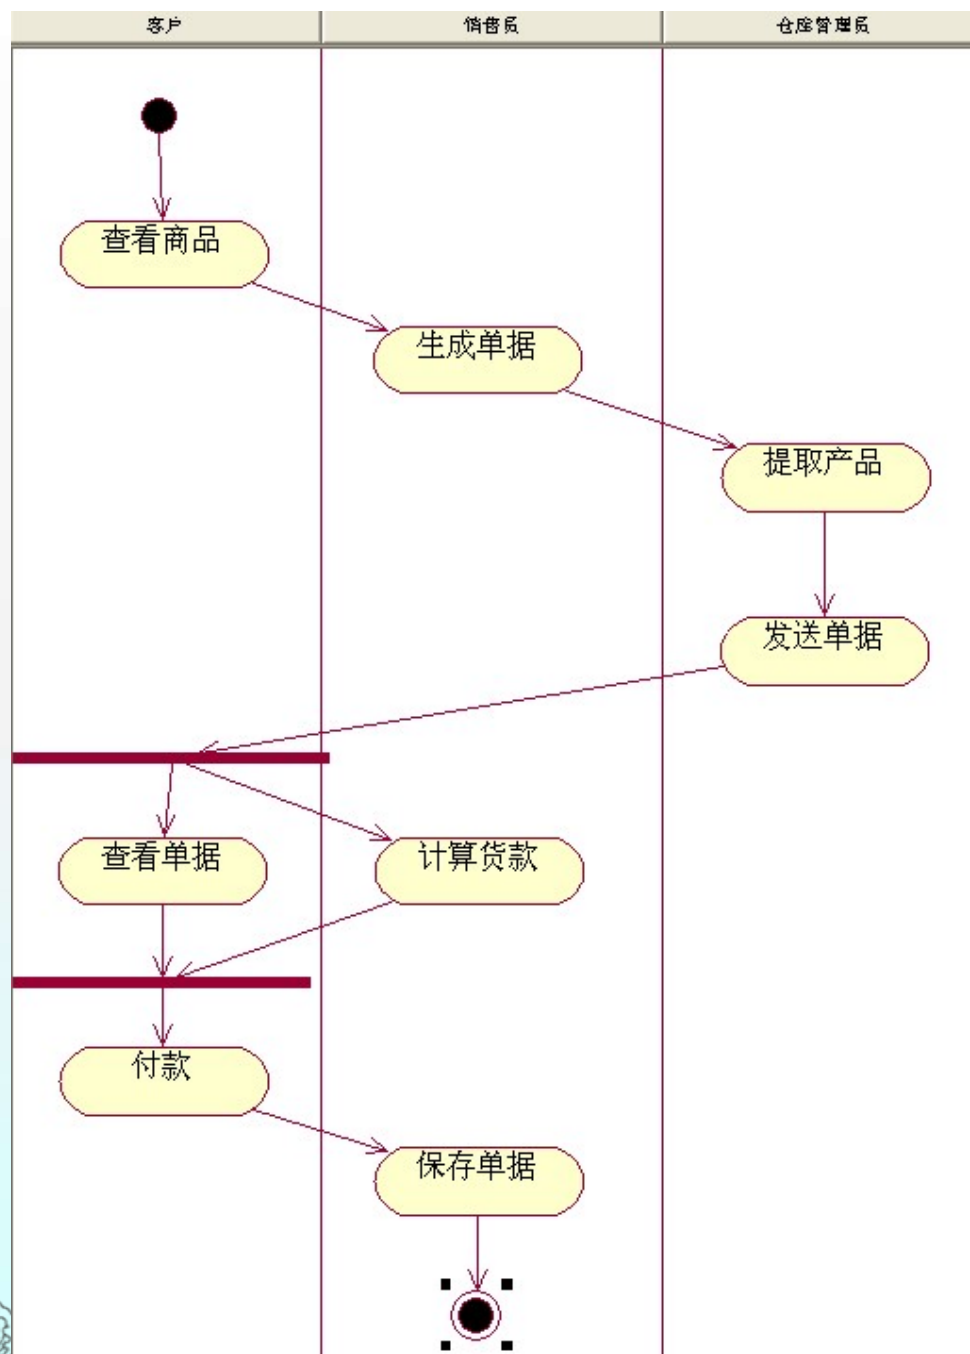 客户 销售员 仓库管理员
查看商品
生成单据
提取产品
发送单据
查看单据 计算货款
付款
保存单据